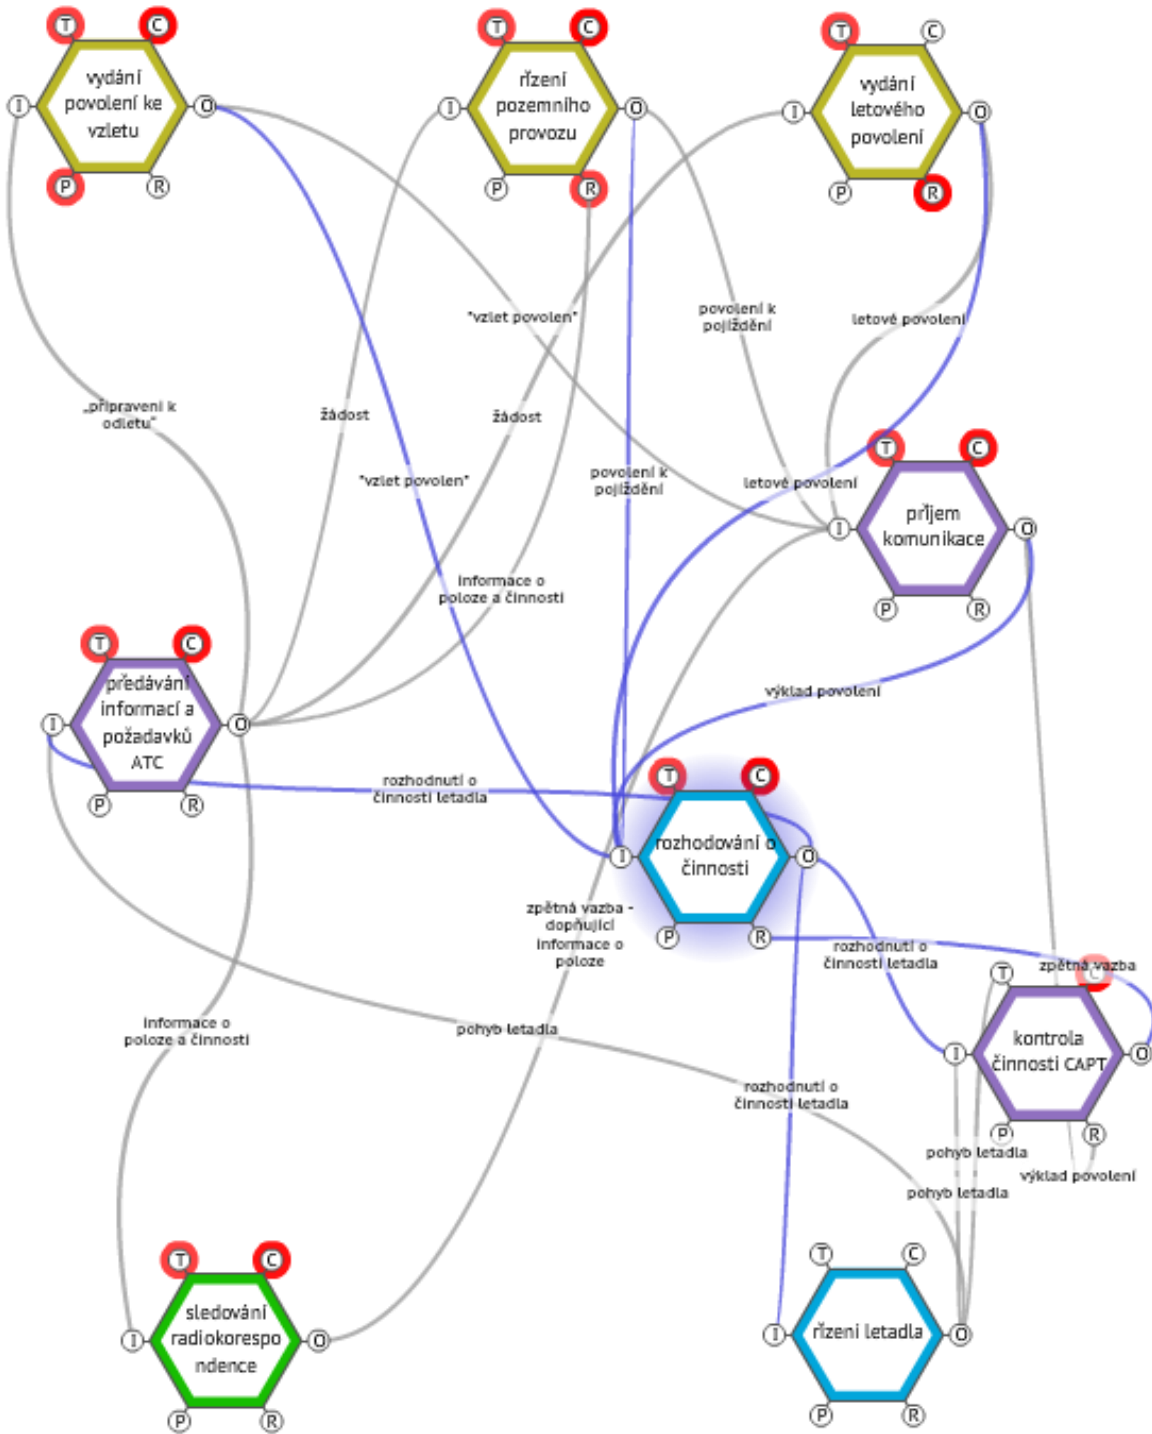 T
C
T
C
T
C
vydání
povolení ke
vzletu
řízení
pozemního
provozu
vydání
letového
povolení
I
O
I
O
I
O
P
R
P
R
P
R
"vzlet povolen"
povolení k
pojíždění
letové povolení
„připraveni k
odletu“
žádost
žádost
"vzlet povolen"
povolení k
pojíždění
letové povolení
T
C
příjem
komunikace
I
O
P
R
informace o
poloze a činnosti
T
C
předávání
informací a
požadavků
ATC
I
O
P
R
výklad povolení
rozhodnutí o
činnosti letadla
T
C
rozhodování o
činnosti
I
O
P
R
zpětná vazba -
dopňující
informace o
poloze
rozhodnutí o
činnosti letadla
zpětná vazba
T
C
kontrola
činnosti CAPT
I
O
P
R
informace o
poloze a činnosti
pohyb letadla
rozhodnutí o
činnosti letadla
pohyb letadla
výklad povolení
pohyb letadla
T
C
sledování
radiokorespo
ndence
I
O
P
R
T
C
řízení letadla
I
O
P
R